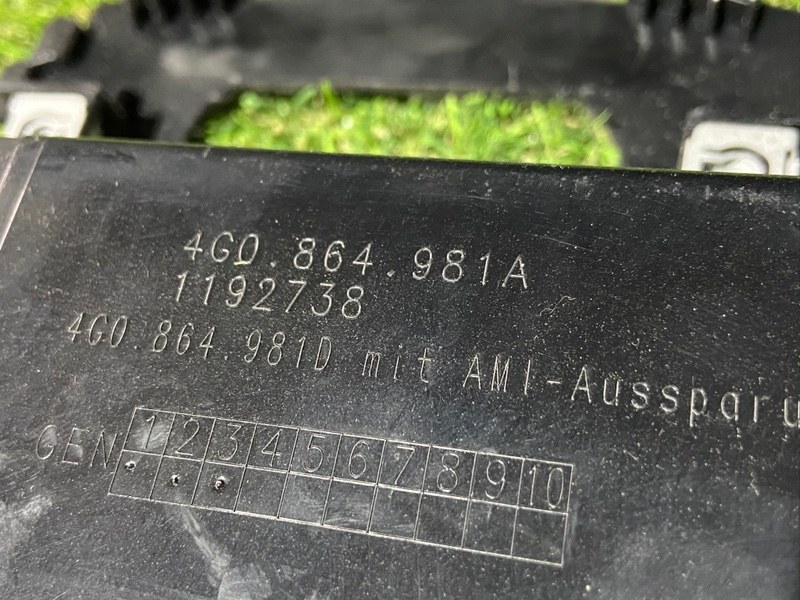 4G0.864.981A
1192738
4G0.864.981D mit AMI-Ausspar
GEN 1 2 3 4 5 6 7 8 9 10